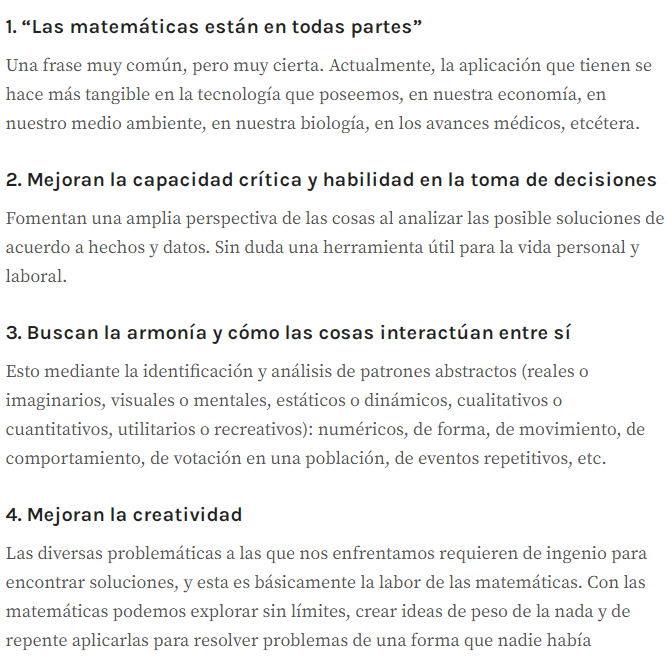 1. “Las matemáticas están en todas partes”
Una frase muy común, pero muy cierta. Actualmente, la aplicación que tienen se
hace más tangible en la tecnología que poseemos, en nuestra economía, en
nuestro medio ambiente, en nuestra biología, en los avances médicos, etcétera.
2. Mejoran la capacidad crítica y habilidad en la toma de decisiones
Fomentan una amplia perspectiva de las cosas al analizar las posible soluciones de
acuerdo a hechos y datos. Sin duda una herramienta útil para la vida personal y
laboral.
3. Buscan la armonía y cómo las cosas interactúan entre sí
Esto mediante la identificación y análisis de patrones abstractos (reales o
imaginarios, visuales o mentales, estáticos o dinámicos, cualitativos o
cuantitativos, utilitarios o recreativos): numéricos, de forma, de movimiento, de
comportamiento, de votación en una población, de eventos repetitivos, etc.
4. Mejoran la creatividad
Las diversas problemáticas a las que nos enfrentamos requieren de ingenio para
encontrar soluciones, y esta es básicamente la labor de las matemáticas. Con las
matemáticas podemos explorar sin límites, crear ideas de peso de la nada y de
repente aplicarlas para resolver problemas de una forma que nadie había